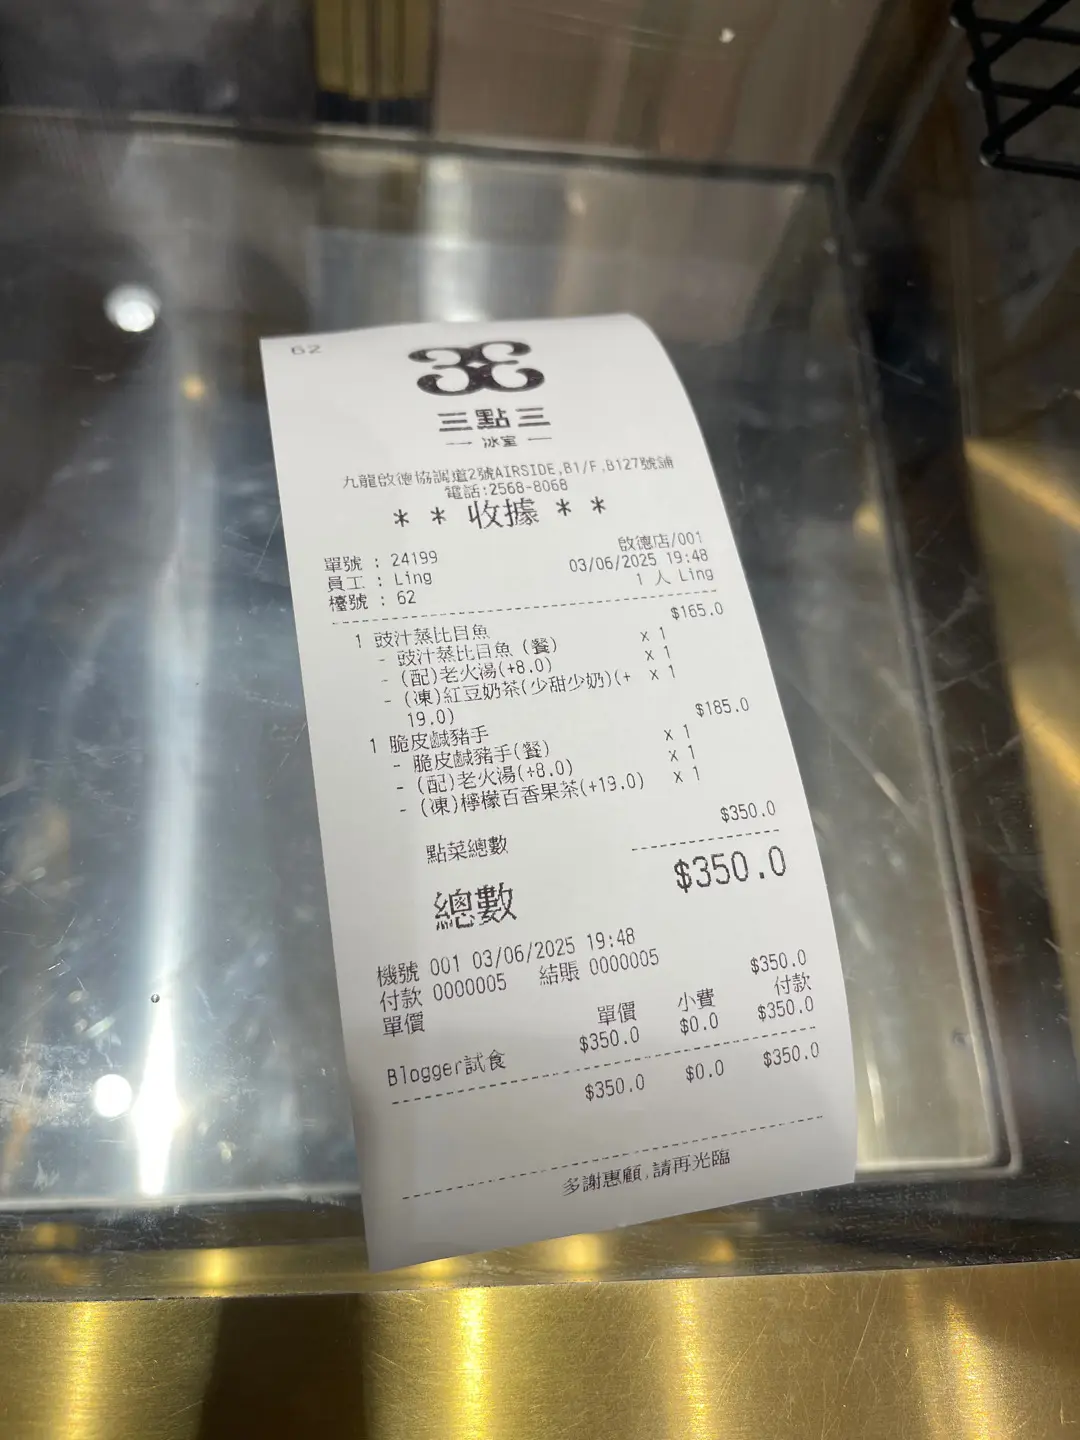 62
三點三
冰室
九龍啟德協調道2號AIRSIDE,B1/F,B127號舖
電話:2568-8068
* * 收據 * *
單號 : 24199 啟德店/001
員工 : Ling 03/06/2025 19:48
檯號 : 62 1 人 Ling
1 豉汁蒸比目魚 $165.0
- 豉汁蒸比目魚 (餐) x 1
- (配)老火湯(+8.0) x 1
- (凍)紅豆奶茶(少甜少奶)(+ x 1
19.0)
1 脆皮鹹豬手 $185.0
- 脆皮鹹豬手(餐) x 1
- (配)老火湯(+8.0) x 1
- (凍)檸檬百香果茶(+19.0) x 1
點菜總數 $350.0
總數 $350.0
機號 001 03/06/2025 19:48
付款 0000005 結賬 0000005
單價 $350.0
單價 小費 付款
Blogger試食 $350.0 $0.0 $350.0
$350.0 $0.0 $350.0
多謝惠顧,請再光臨